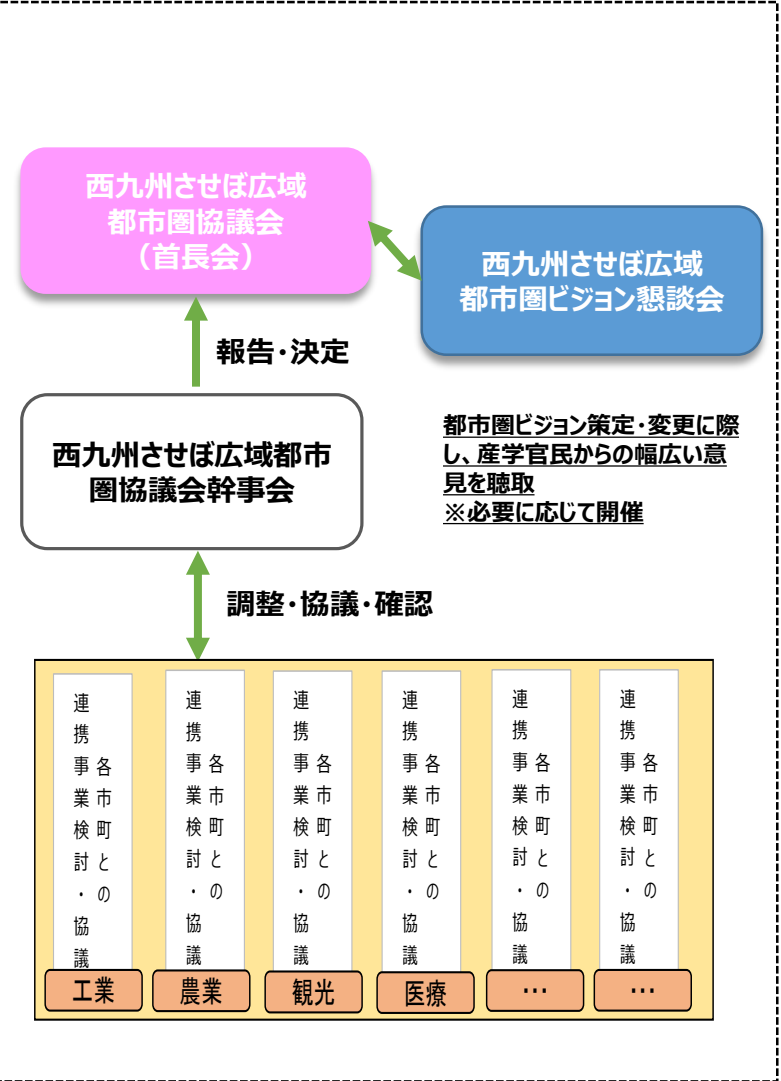 西九州させぼ広域
都市圏協議会
（首長会）
西九州させぼ広域
都市圏ビジョン懇談会
報告・決定
西九州させぼ広域都市
圏協議会幹事会
都市圏ビジョン策定・変更に際
し、産学官民からの幅広い意
見を聴取
※必要に応じて開催
調整・協議・確認
各市町との
連携事業検討・協議
工業
各市町との
連携事業検討・協議
農業
各市町との
連携事業検討・協議
観光
各市町との
連携事業検討・協議
医療
各市町との
連携事業検討・協議
…
各市町との
連携事業検討・協議
…